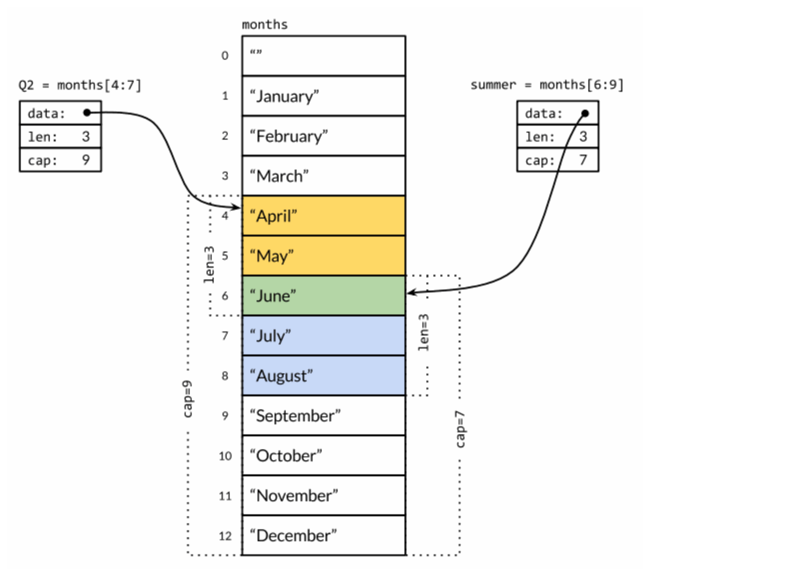 months
Q2 = months[4:7]
data:
len: 3
cap: 9
summer = months[6:9]
data:
len: 3
cap: 7
0 “”
1 “January”
2 “February”
3 “March”
4 “April”
5 “May”
6 “June”
7 “July”
8 “August”
9 “September”
10 “October”
11 “November”
12 “December”
len=3
cap=9
len=3
cap=7